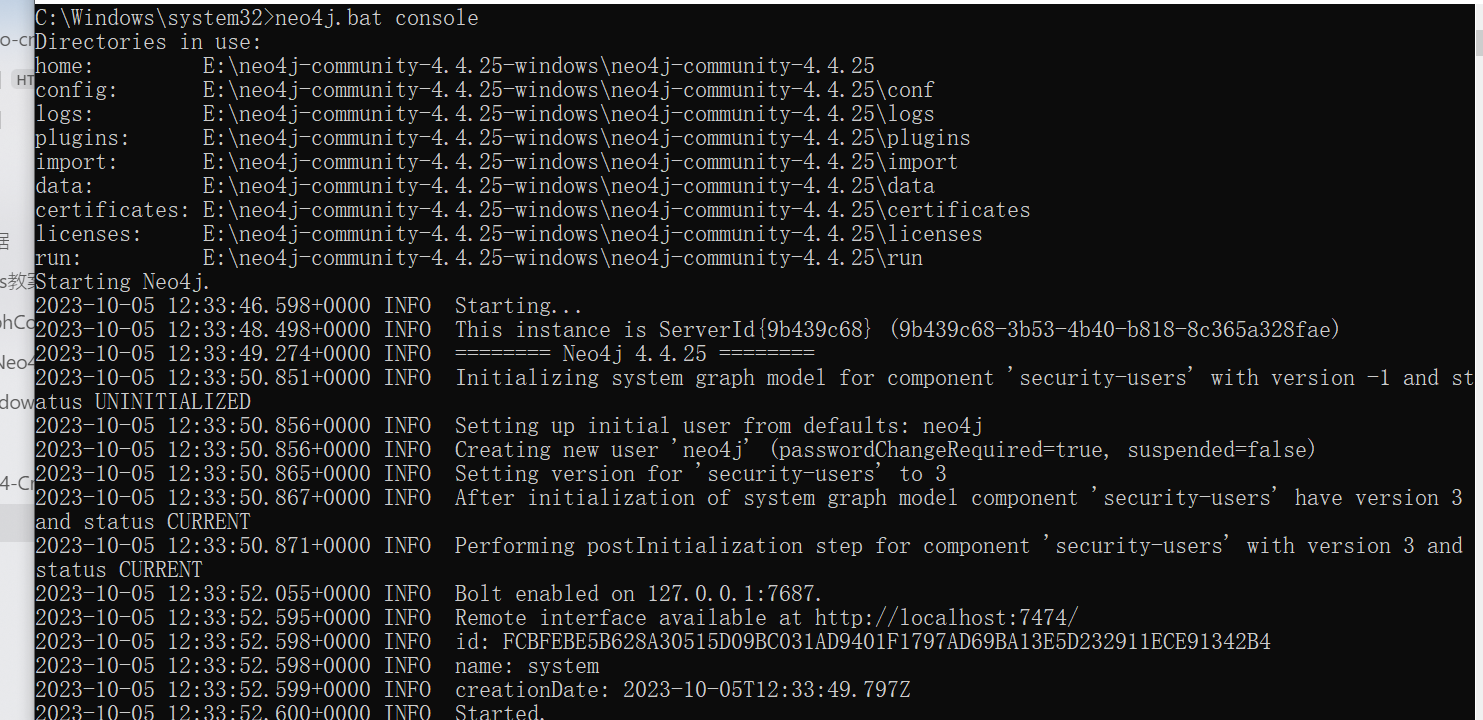 C:\Windows\system32>neo4j.bat console
Directories in use:
home:         E:\neo4j-community-4.4.25-windows\neo4j-community-4.4.25
config:       E:\neo4j-community-4.4.25-windows\neo4j-community-4.4.25\conf
logs:         E:\neo4j-community-4.4.25-windows\neo4j-community-4.4.25\logs
plugins:      E:\neo4j-community-4.4.25-windows\neo4j-community-4.4.25\plugins
import:       E:\neo4j-community-4.4.25-windows\neo4j-community-4.4.25\import
data:         E:\neo4j-community-4.4.25-windows\neo4j-community-4.4.25\data
certificates: E:\neo4j-community-4.4.25-windows\neo4j-community-4.4.25\certificates
licenses:     E:\neo4j-community-4.4.25-windows\neo4j-community-4.4.25\licenses
run:          E:\neo4j-community-4.4.25-windows\neo4j-community-4.4.25\run
Starting Neo4j.
2023-10-05 12:33:46.598+0000 INFO  Starting...
2023-10-05 12:33:48.498+0000 INFO  This instance is ServerId{9b439c68} (9b439c68-3b53-4b40-b818-8c365a328fae)
2023-10-05 12:33:49.274+0000 INFO  ======== Neo4j 4.4.25 ========
2023-10-05 12:33:50.851+0000 INFO  Initializing system graph model for component 'security-users' with version -1 and st
atus UNINITIALIZED
2023-10-05 12:33:50.856+0000 INFO  Setting up initial user from defaults: neo4j
2023-10-05 12:33:50.856+0000 INFO  Creating new user 'neo4j' (passwordChangeRequired=true, suspended=false)
2023-10-05 12:33:50.865+0000 INFO  Setting version for 'security-users' to 3
2023-10-05 12:33:50.867+0000 INFO  After initialization of system graph model component 'security-users' have version 3
and status CURRENT
2023-10-05 12:33:50.871+0000 INFO  Performing postInitialization step for component 'security-users' with version 3 and
status CURRENT
2023-10-05 12:33:52.055+0000 INFO  Bolt enabled on 127.0.0.1:7687.
2023-10-05 12:33:52.595+0000 INFO  Remote interface available at http://localhost:7474/
2023-10-05 12:33:52.598+0000 INFO  id: FCBFEBE5B628A30515D09BC031AD9401F1797AD69BA13E5D232911ECE91342B4
2023-10-05 12:33:52.598+0000 INFO  name: system
2023-10-05 12:33:52.599+0000 INFO  creationDate: 2023-10-05T12:33:49.797Z
2023-10-05 12:33:52.600+0000 INFO  Started.